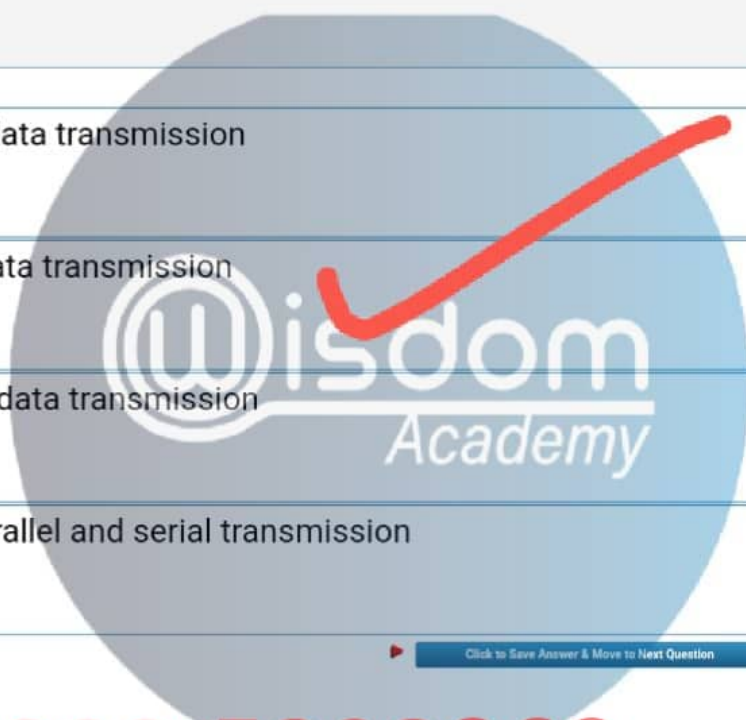 ata transmission
ata transmission
Wisdom
data transmission
Academy
rallel and serial transmission
Click to Save Answer & Move to Next Question